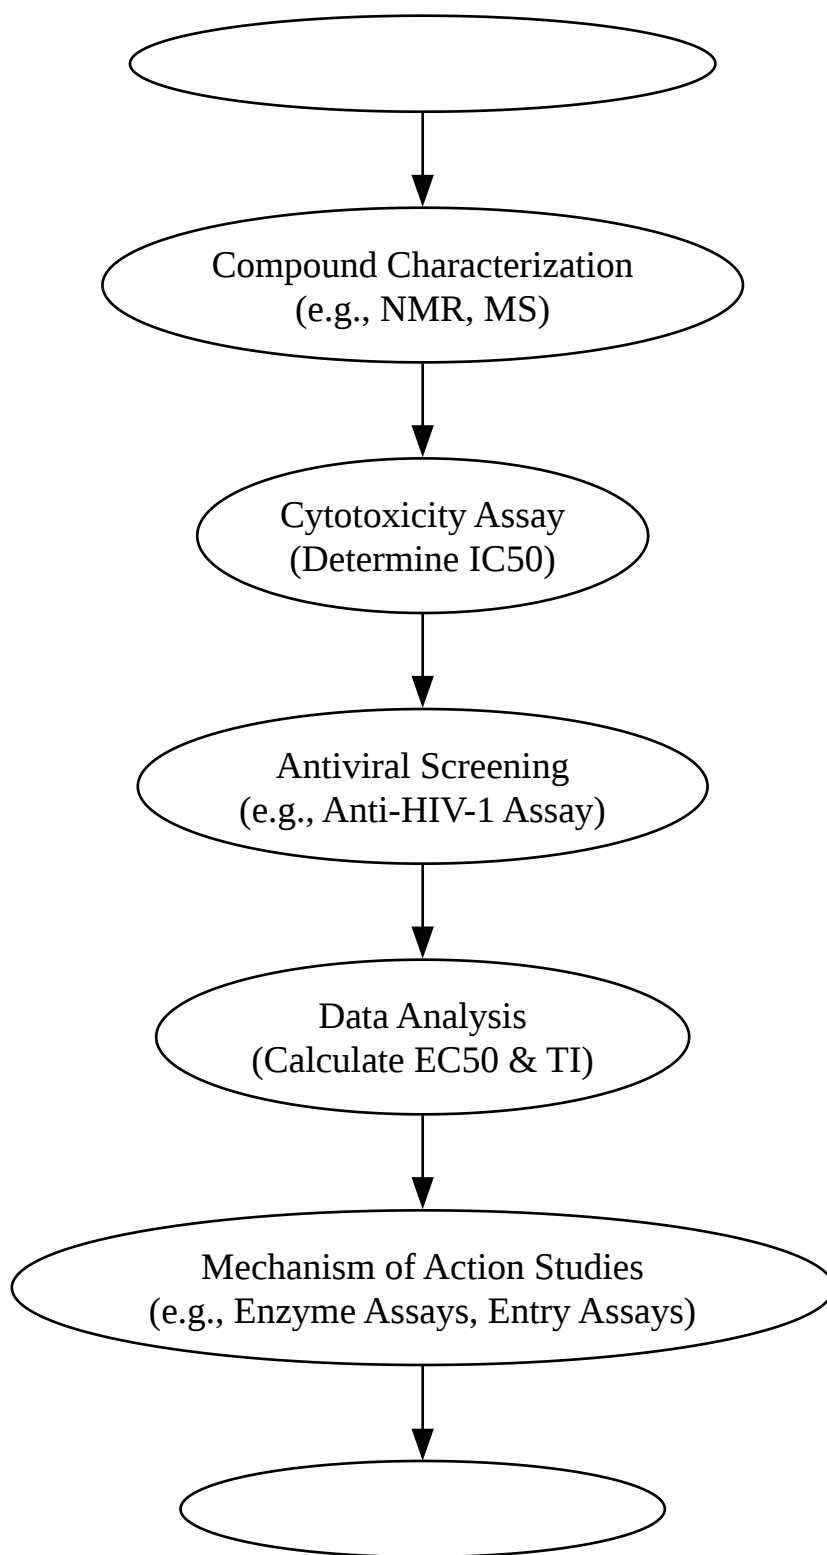 Compound Characterization
(e.g., NMR, MS)
Cytotoxicity Assay
(Determine IC50)
Antiviral Screening
(e.g., Anti-HIV-1 Assay)
Data Analysis
(Calculate EC50 & TI)
Mechanism of Action Studies
(e.g., Enzyme Assays, Entry Assays)